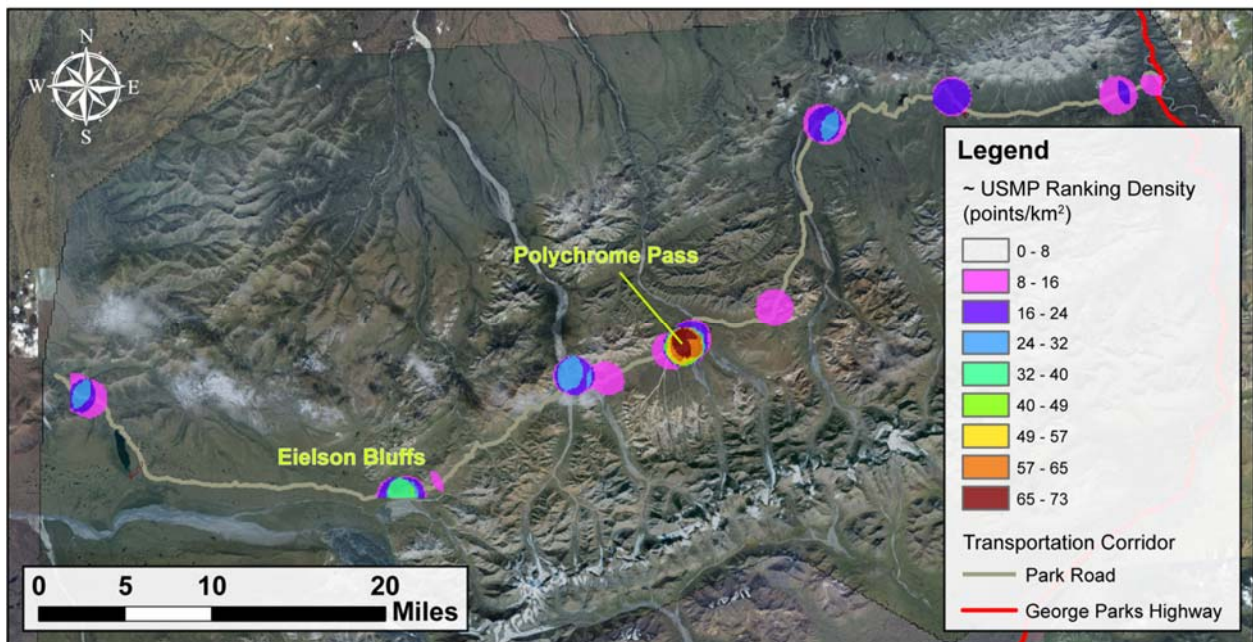 N
W E
S
Polychrome Pass
Eielson Bluffs
0 5 10 20
Miles
Legend
~ USMP Ranking Density
(points/km²)
0 - 8
8 - 16
16 - 24
24 - 32
32 - 40
40 - 49
49 - 57
57 - 65
65 - 73
Transportation Corridor
Park Road
George Parks Highway